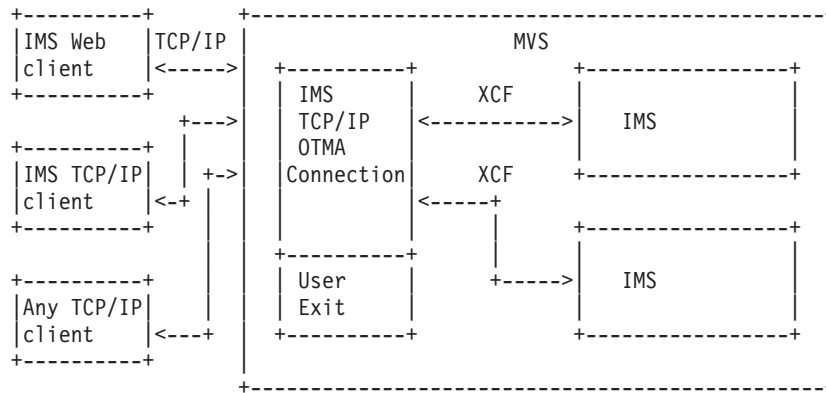 IMS Web client
TCP/IP
MVS
IMS TCP/IP OTMA Connection
XCF
IMS
IMS TCP/IP client
XCF
Any TCP/IP client
User Exit
IMS